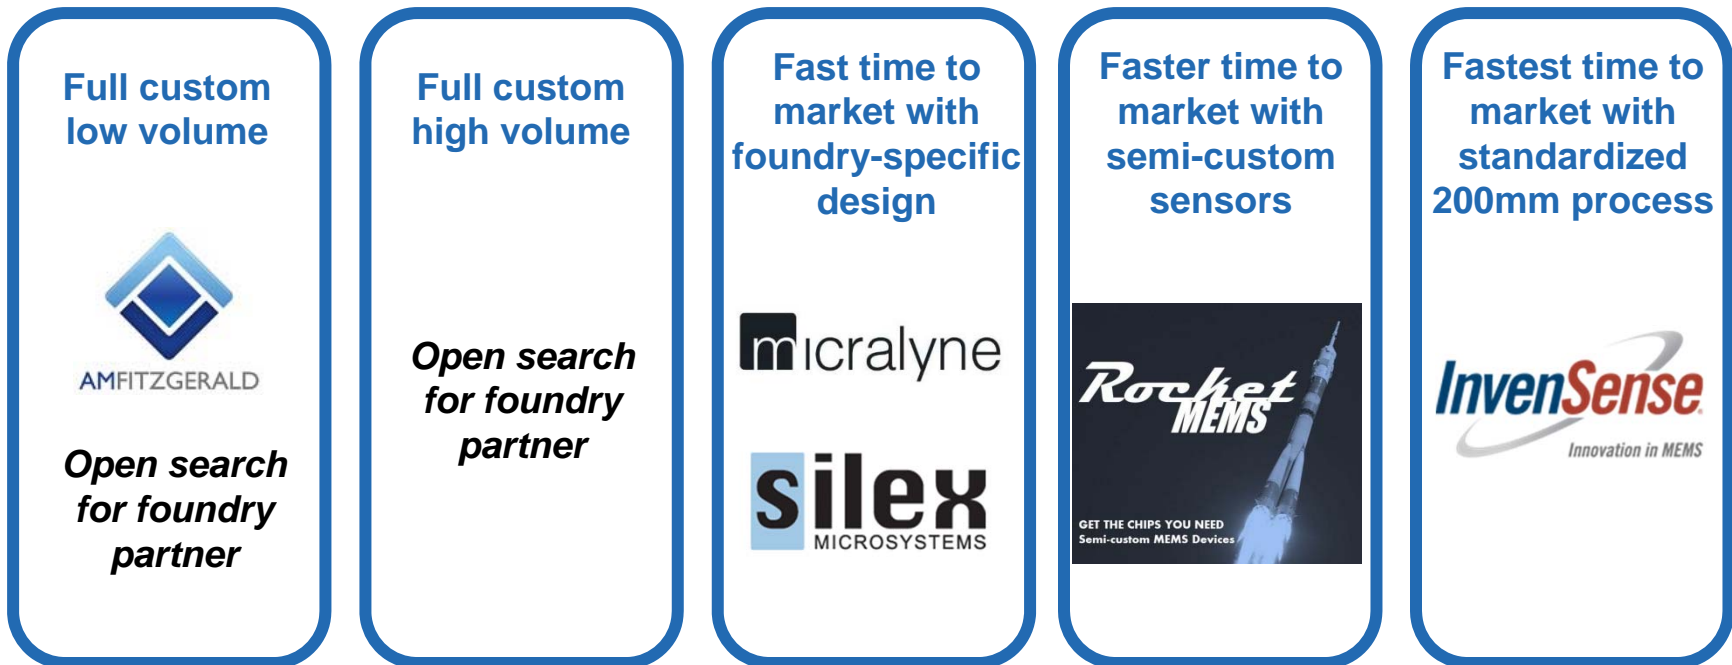 Full custom
low volume
AMFITZGERALD
Open search
for foundry
partner
Full custom
high volume
Open search
for foundry
partner
Fast time to
market with
foundry-specific
design
micralyne
silex
MICROSYSTEMS
Faster time to
market with
semi-custom
sensors
Rocket
MEMS
GET THE CHIPS YOU NEED
Semi-custom MEMS Devices
Fastest time to
market with
standardized
200mm process
InvenSense®
Innovation in MEMS